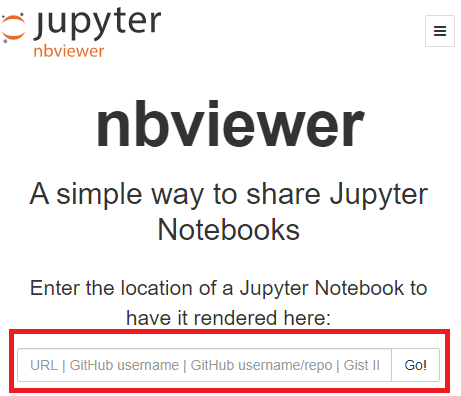 jupyter
nbviewer
nbviewer
A simple way to share Jupyter
Notebooks
Enter the location of a Jupyter Notebook to
have it rendered here:
URL | GitHub username | GitHub username/repo | Gist II Go!